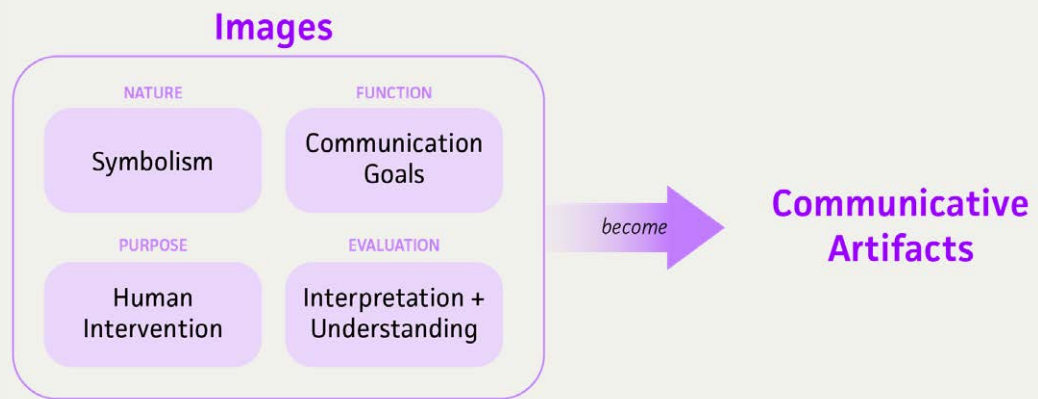 Images
NATURE
Symbolism
FUNCTION
Communication
Goals
PURPOSE
Human
Intervention
EVALUATION
Interpretation +
Understanding
become
Communicative
Artifacts